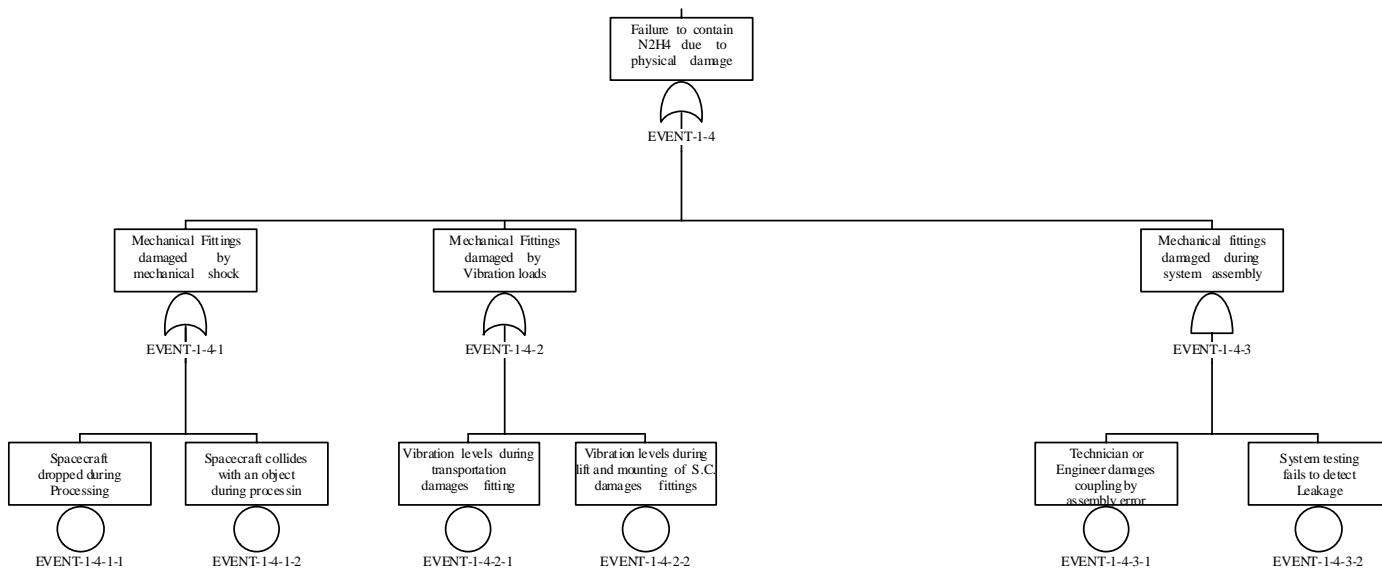 Failure to contain
N2H4 due to
physical damage
EVENT-1-4
Mechanical Fittings
damaged by
mechanical shock
EVENT-1-4-1
Mechanical Fittings
damaged by
Vibration loads
EVENT-1-4-2
Mechanical fittings
damaged during
system assembly
EVENT-1-4-3
Spacecraft
dropped during
Processing
EVENT-1-4-1-1
Spacecraft collides
with an object
during processin
EVENT-1-4-1-2
Vibration levels during
transportation
damages fitting
EVENT-1-4-2-1
Vibration levels during
lift and mounting of S.C.
damages fittings
EVENT-1-4-2-2
Technician or
Engineer damages
coupling by
assembly error
EVENT-1-4-3-1
System testing
fails to detect
Leakage
EVENT-1-4-3-2